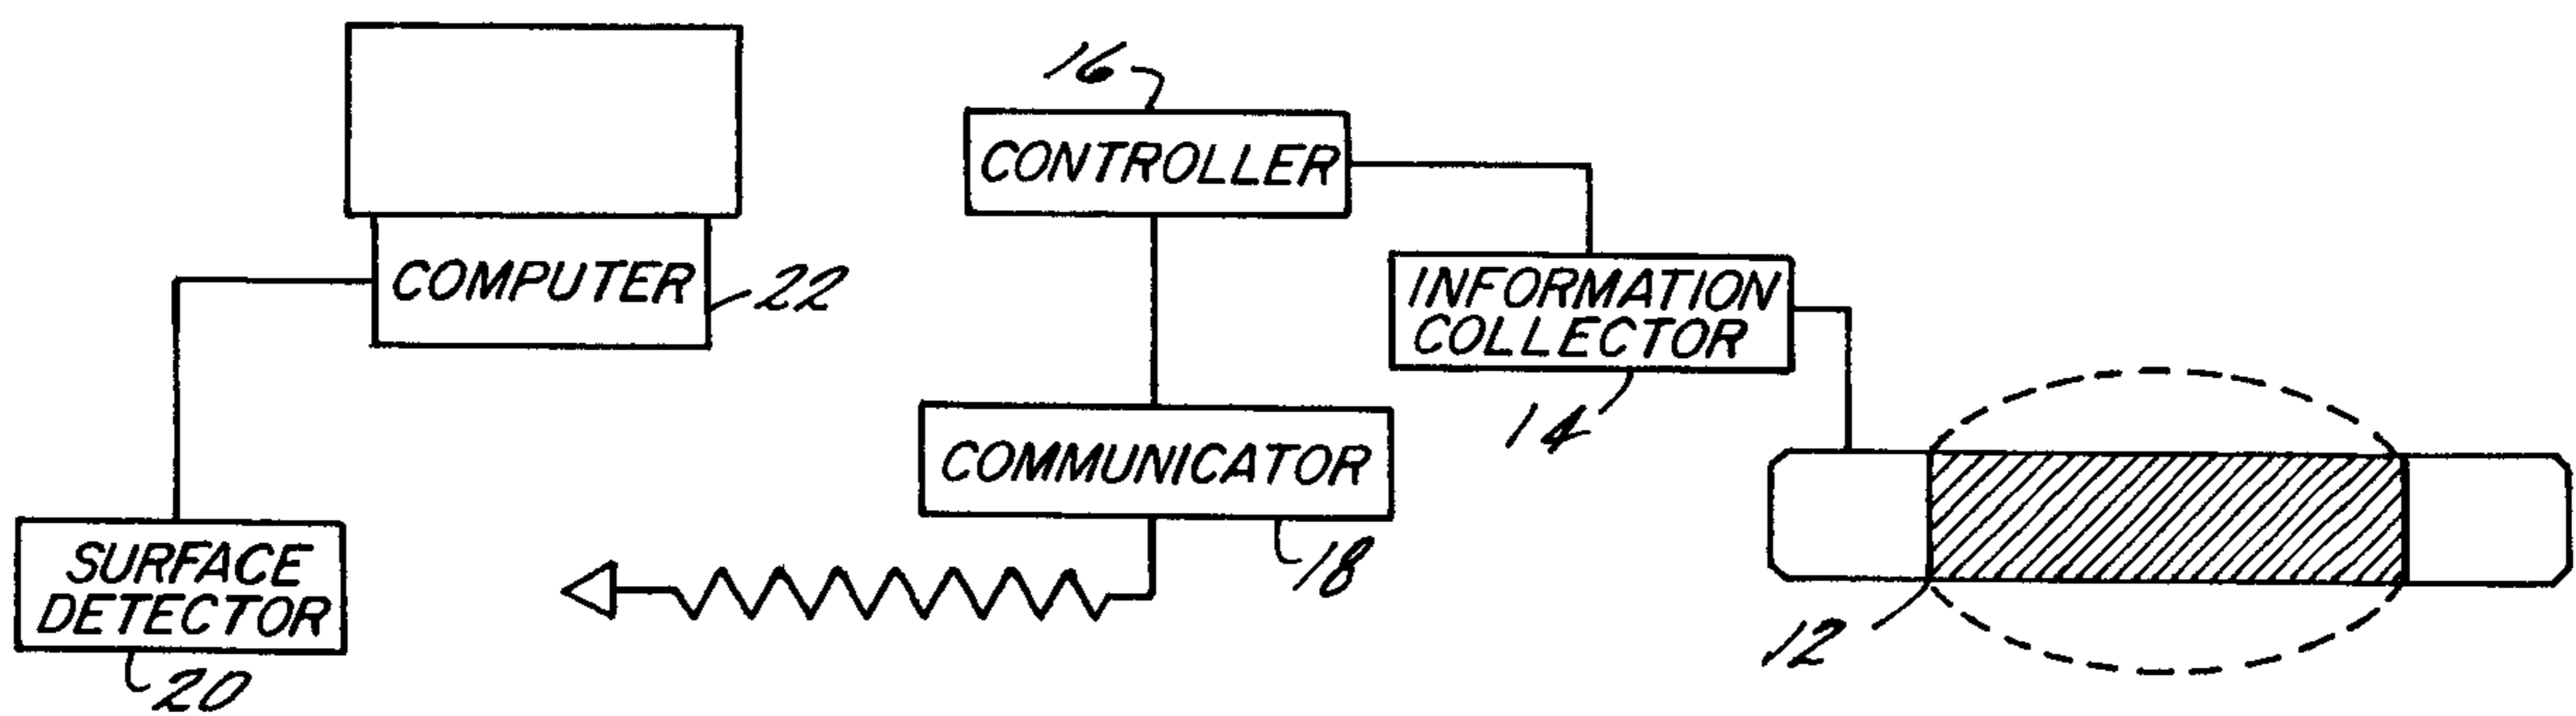 16
CONTROLLER
COMPUTER
22
INFORMATION
COLLECTOR
14
COMMUNICATOR
18
SURFACE
DETECTOR
20
12